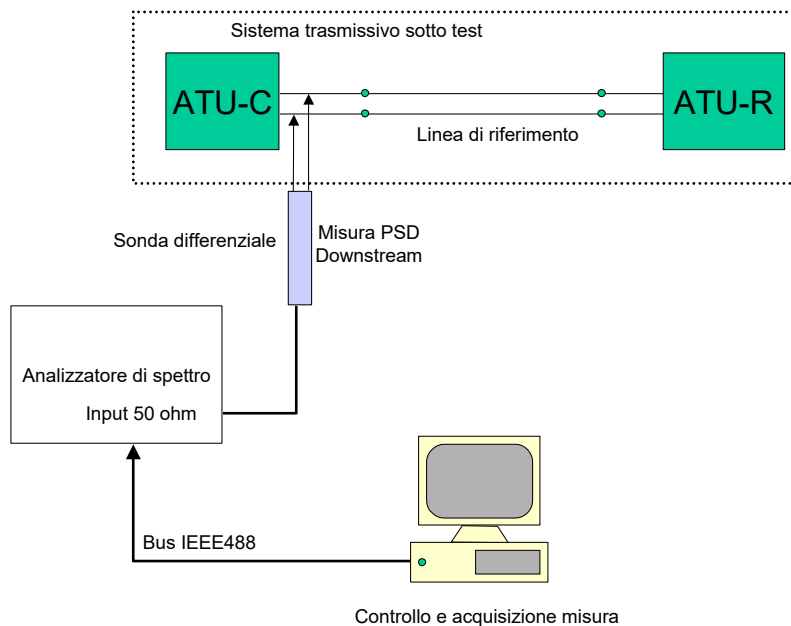 Sistema trasmissivo sotto test
ATU-C
ATU-R
Linea di riferimento
Sonda differenziale
Misura PSD
Downstream
Analizzatore di spettro
Input 50 ohm
Bus IEEE488
Controllo e acquisizione misura